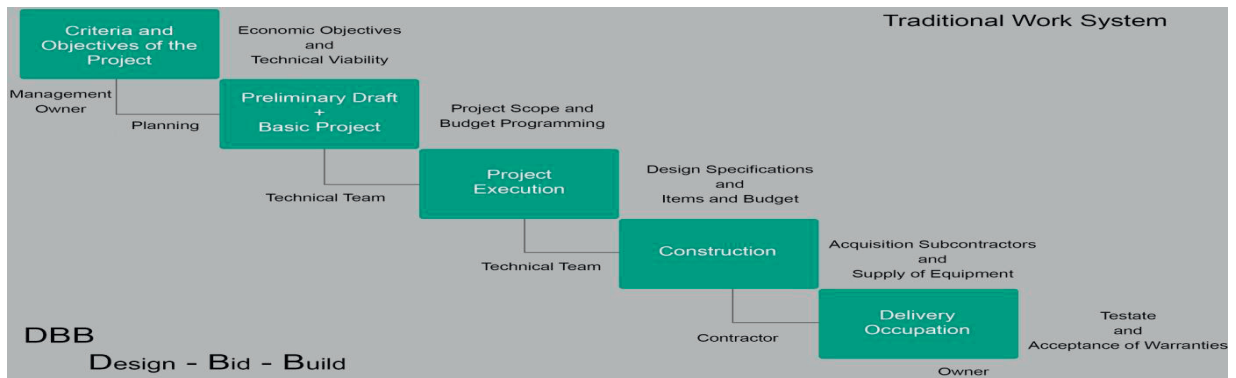 Traditional Work System
Criteria and
Objectives of the
Project
Economic Objectives
and
Technical Viability
Management
Owner
Planning
Preliminary Draft
+
Basic Project
Project Scope and
Budget Programming
Technical Team
Project
Execution
Design Specifications
and
Items and Budget
Technical Team
Construction
Acquisition Subcontractors
and
Supply of Equipment
Contractor
Delivery
Occupation
Testate
and
Acceptance of Warranties
Owner
DBB
Design - Bid - Build